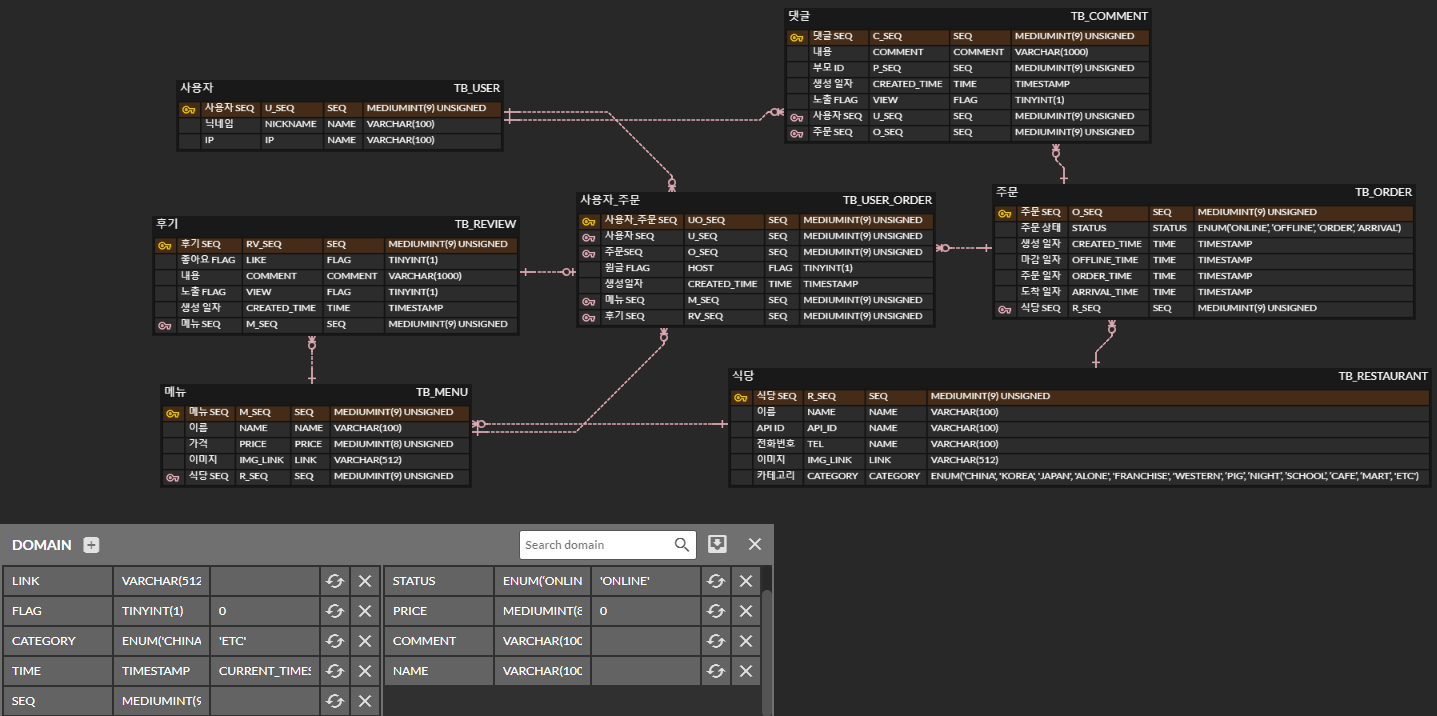 댓글 TB_COMMENT
댓글 SEQ C_SEQ SEQ MEDIUMINT(9) UNSIGNED
내용 COMMENT COMMENT VARCHAR(1000)
부모 ID P_SEQ SEQ MEDIUMINT(9) UNSIGNED
생성 일자 CREATED_TIME TIME TIMESTAMP
노출 FLAG VIEW FLAG TINYINT(1)
사용자 SEQ U_SEQ SEQ MEDIUMINT(9) UNSIGNED
주문 SEQ O_SEQ SEQ MEDIUMINT(9) UNSIGNED
사용자 TB_USER
사용자 SEQ U_SEQ SEQ MEDIUMINT(9) UNSIGNED
닉네임 NICKNAME NAME VARCHAR(100)
IP IP NAME VARCHAR(100)
사용자_주문 TB_USER_ORDER
사용자_주문 SEQ UO_SEQ SEQ MEDIUMINT(9) UNSIGNED
사용자 SEQ U_SEQ SEQ MEDIUMINT(9) UNSIGNED
주문SEQ O_SEQ SEQ MEDIUMINT(9) UNSIGNED
원글 FLAG HOST FLAG TINYINT(1)
생성일자 CREATED_TIME TIME TIMESTAMP
메뉴 SEQ M_SEQ SEQ MEDIUMINT(9) UNSIGNED
후기 SEQ RV_SEQ SEQ MEDIUMINT(9) UNSIGNED
주문 TB_ORDER
주문 SEQ O_SEQ SEQ MEDIUMINT(9) UNSIGNED
주문 상태 STATUS STATUS ENUM('ONLINE', 'OFFLINE', 'ORDER', 'ARRIVAL')
생성 일자 CREATED_TIME TIME TIMESTAMP
마감 일자 OFFLINE_TIME TIME TIMESTAMP
주문 일자 ORDER_TIME TIME TIMESTAMP
도착 일자 ARRIVAL_TIME TIME TIMESTAMP
식당 SEQ R_SEQ SEQ MEDIUMINT(9) UNSIGNED
후기 TB_REVIEW
후기 SEQ RV_SEQ SEQ MEDIUMINT(9) UNSIGNED
좋아요 FLAG LIKE FLAG TINYINT(1)
내용 COMMENT COMMENT VARCHAR(1000)
노출 FLAG VIEW FLAG TINYINT(1)
생성 일자 CREATED_TIME TIME TIMESTAMP
메뉴 SEQ M_SEQ SEQ MEDIUMINT(9) UNSIGNED
메뉴 TB_MENU
메뉴 SEQ M_SEQ SEQ MEDIUMINT(9) UNSIGNED
이름 NAME NAME VARCHAR(100)
가격 PRICE PRICE MEDIUMINT(8) UNSIGNED
이미지 IMG_LINK LINK VARCHAR(512)
식당 SEQ R_SEQ SEQ MEDIUMINT(9) UNSIGNED
식당 TB_RESTAURANT
식당 SEQ R_SEQ SEQ MEDIUMINT(9) UNSIGNED
이름 NAME NAME VARCHAR(100)
API ID API_ID NAME VARCHAR(100)
전화번호 TEL NAME VARCHAR(100)
이미지 IMG_LINK LINK VARCHAR(512)
카테고리 CATEGORY CATEGORY ENUM('CHINA', 'KOREA', 'JAPAN', 'ALONE', 'FRANCHISE', 'WESTERN', 'PIG', 'NIGHT', 'SCHOOL', 'CAFE', 'MART', 'ETC')
DOMAIN + Search domain
LINK VARCHAR(512
FLAG TINYINT(1) 0
CATEGORY ENUM('CHINA 'ETC'
TIME TIMESTAMP CURRENT_TIMES
SEQ MEDIUMINT(9
STATUS ENUM('ONLIN 'ONLINE'
PRICE MEDIUMINT(8 0
COMMENT VARCHAR(100
NAME VARCHAR(100